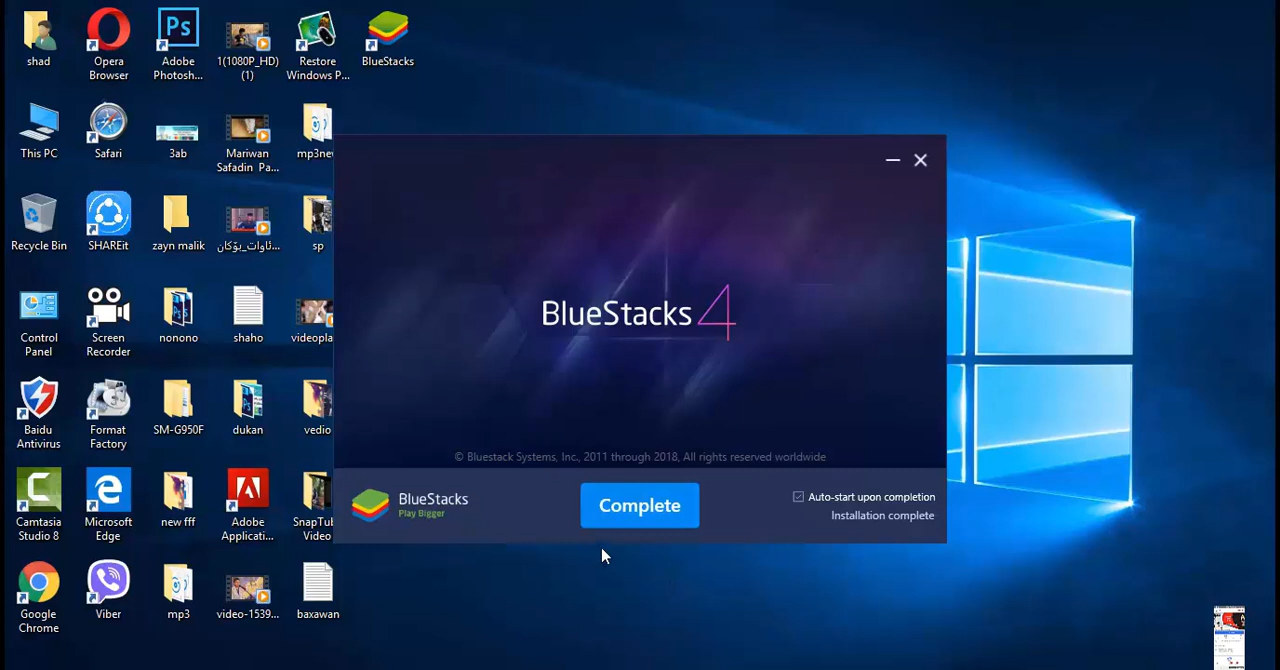 shad
Opera
Browser
Adobe
Photosh...
1(1080P_HD)
(1)
Restore
Windows P...
BlueStacks
This PC
Safari
3ab
Mariwan
Safadin Pa...
mp3nev
Recycle Bin
SHAREit
zayn malik
ئاوات_بۆکان...
sp
Control
Panel
Screen
Recorder
nonono
shaho
videopla
Baidu
Antivirus
Format
Factory
SM-G950F
dukan
vedio
Camtasia
Studio 8
Microsoft
Edge
new fff
Adobe
Applicati...
SnapTub
Video
Google
Chrome
Viber
mp3
video-1539...
baxawan
Ps
BlueStacks 4
© Bluestack Systems, Inc., 2011 through 2018, All rights reserved worldwide
BlueStacks
Play Bigger
Complete
Auto-start upon completion
Installation complete